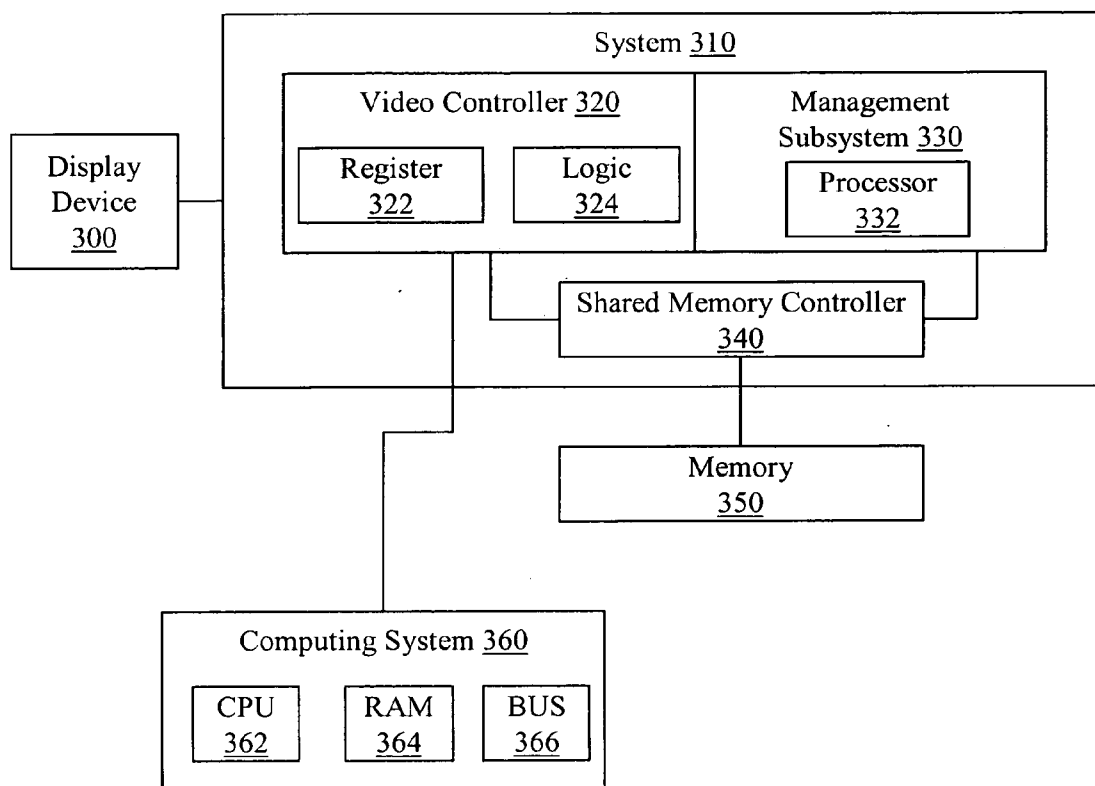 System 310
Video Controller 320
Management
Subsystem 330
Register
322
Logic
324
Processor
332
Display
Device
300
Shared Memory Controller
340
Memory
350
Computing System 360
CPU
362
RAM
364
BUS
366